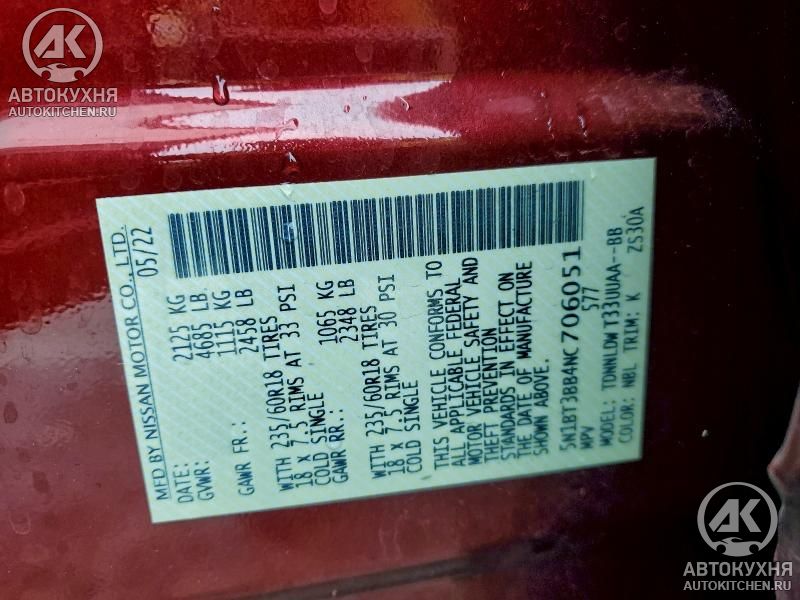 АК
АВТОКУХНЯ
AUTOKITCHEN.RU
MFD BY NISSAN MOTOR CO., LTD.
DATE: 05/22
GVWR: 2125 KG
4685 LB
GAWR FR.: 1115 KG
2458 LB
WITH 235/60R18 TIRES
18 x 7.5 RIMS AT 33 PSI
COLD SINGLE
GAWR RR.: 1065 KG
2348 LB
WITH 235/60R18 TIRES
18 x 7.5 RIMS AT 30 PSI
COLD SINGLE
THIS VEHICLE CONFORMS TO
ALL APPLICABLE FEDERAL
MOTOR VEHICLE SAFETY AND
THEFT PREVENTION
STANDARDS IN EFFECT ON
THE DATE OF MANUFACTURE
SHOWN ABOVE.
5N1BT3BB4NC706051
MPV 577
MODEL: TDNNLDW T33UUAA--BB
COLOR: NBL TRIM: K ZS30A
АК
АВТОКУХНЯ
AUTOKITCHEN.RU